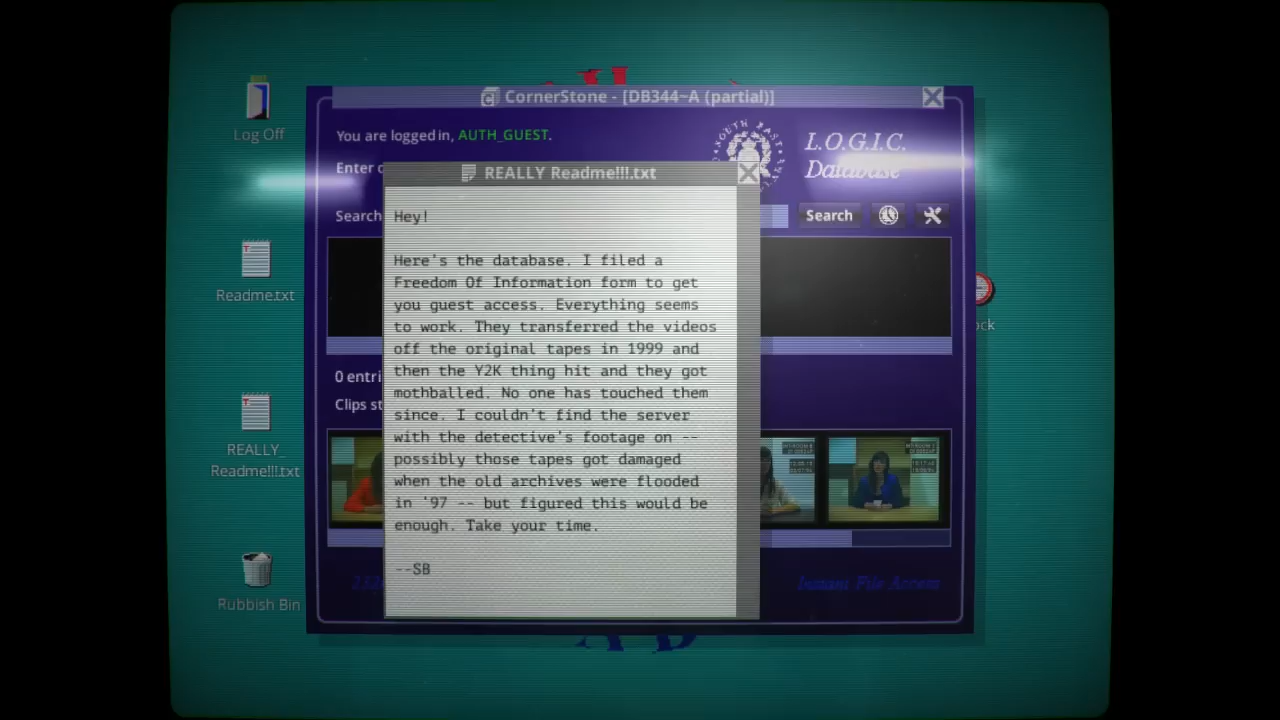 CornerStone - [DB344~A (partial)]
Log Off
You are logged in, AUTH_GUEST.
SOUTH EAST
L.O.G.I.C.
Database
Enter
REALLY Readme!!!.txt
Search
Search
Hey!
Here's the database. I filed a
Freedom Of Information form to get
you guest access. Everything seems
to work. They transferred the videos
off the original tapes in 1999 and
then the Y2K thing hit and they got
mothballed. No one has touched them
since. I couldn't find the server
with the detective's footage on --
possibly those tapes got damaged
when the old archives were flooded
in '97 -- but figured this would be
enough. Take your time.
--SB
Readme.txt
ock
0 entri
Clips st
REALLY_
Readme!!!.txt
Instant File Access
Rubbish Bin